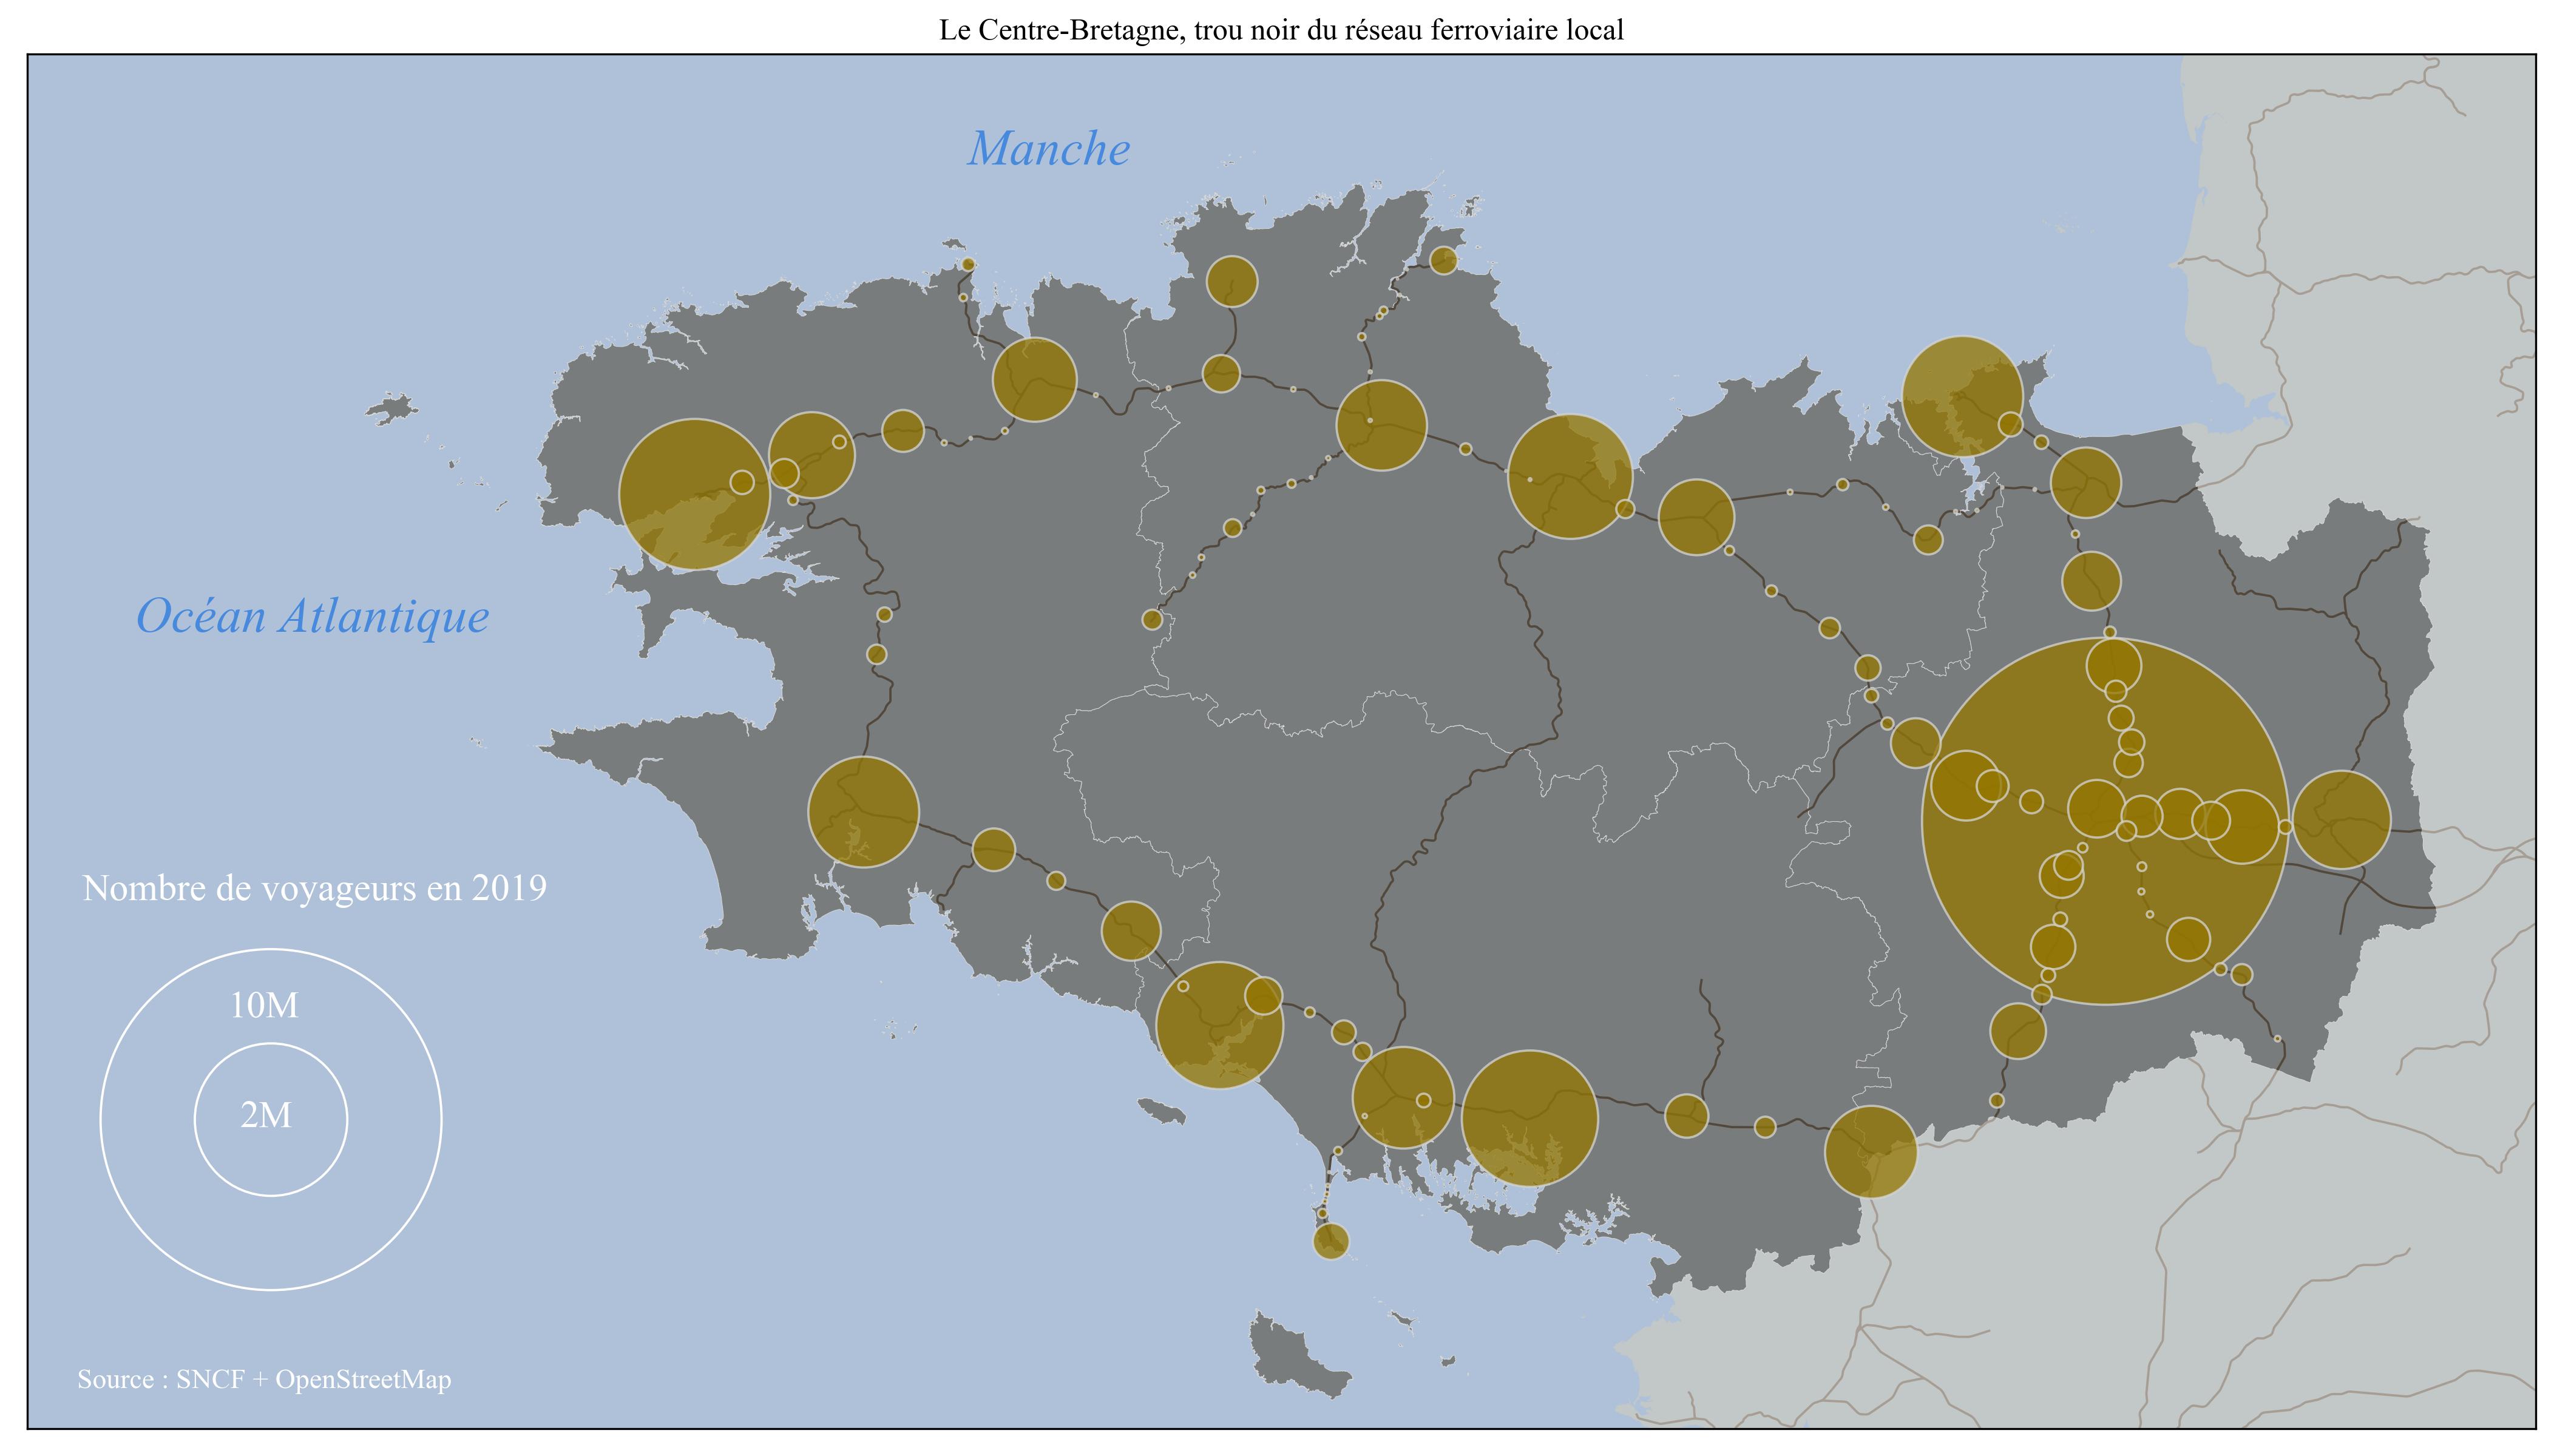 Le Centre-Bretagne, trou noir du réseau ferroviaire local
Manche
Océan Atlantique
Nombre de voyageurs en 2019
10M
2M
Source : SNCF + OpenStreetMap